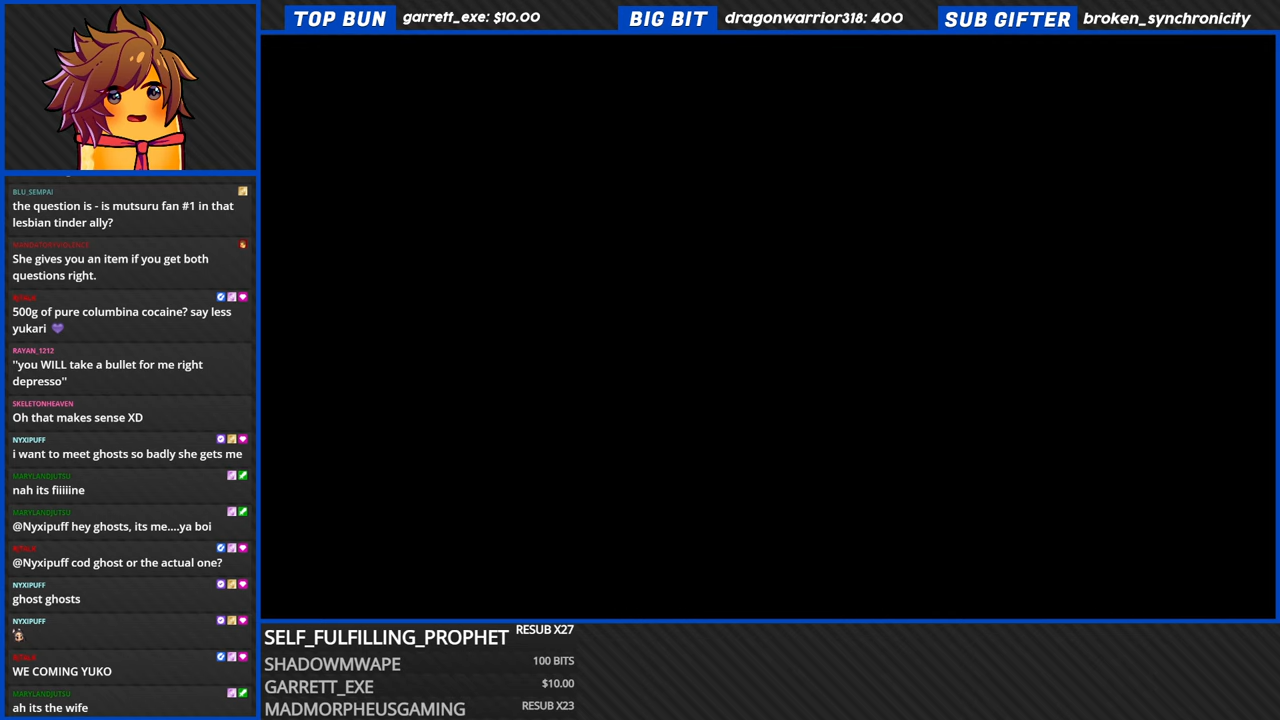 TOP BUN garrett_exe: $10.00 BIG BIT dragonwarrior318: 400 SUB GIFTER broken_synchronicity
BLU_SEMPAI
the question is - is mutsuru fan #1 in that
lesbian tinder ally?
MANDATORYVIOLENCE
She gives you an item if you get both
questions right.
500g of pure columbina cocaine? say less
yukari 💜
RAYAN_1212
"you WILL take a bullet for me right
depresso"
SKELETONHEAVEN
Oh that makes sense XD
NYXIPUFF
i want to meet ghosts so badly she gets me
MARYLANDJUTSU
nah its fiiiiine
MARYLANDJUTSU
@Nyxipuff hey ghosts, its me....ya boi
@Nyxipuff cod ghost or the actual one?
NYXIPUFF
ghost ghosts
NYXIPUFF
WE COMING YUKO
MARYLANDJUTSU
ah its the wife
SELF_FULFILLING_PROPHET RESUB X27
SHADOWMWAPE 100 BITS
GARRETT_EXE $10.00
MADMORPHEUSGAMING RESUB X23